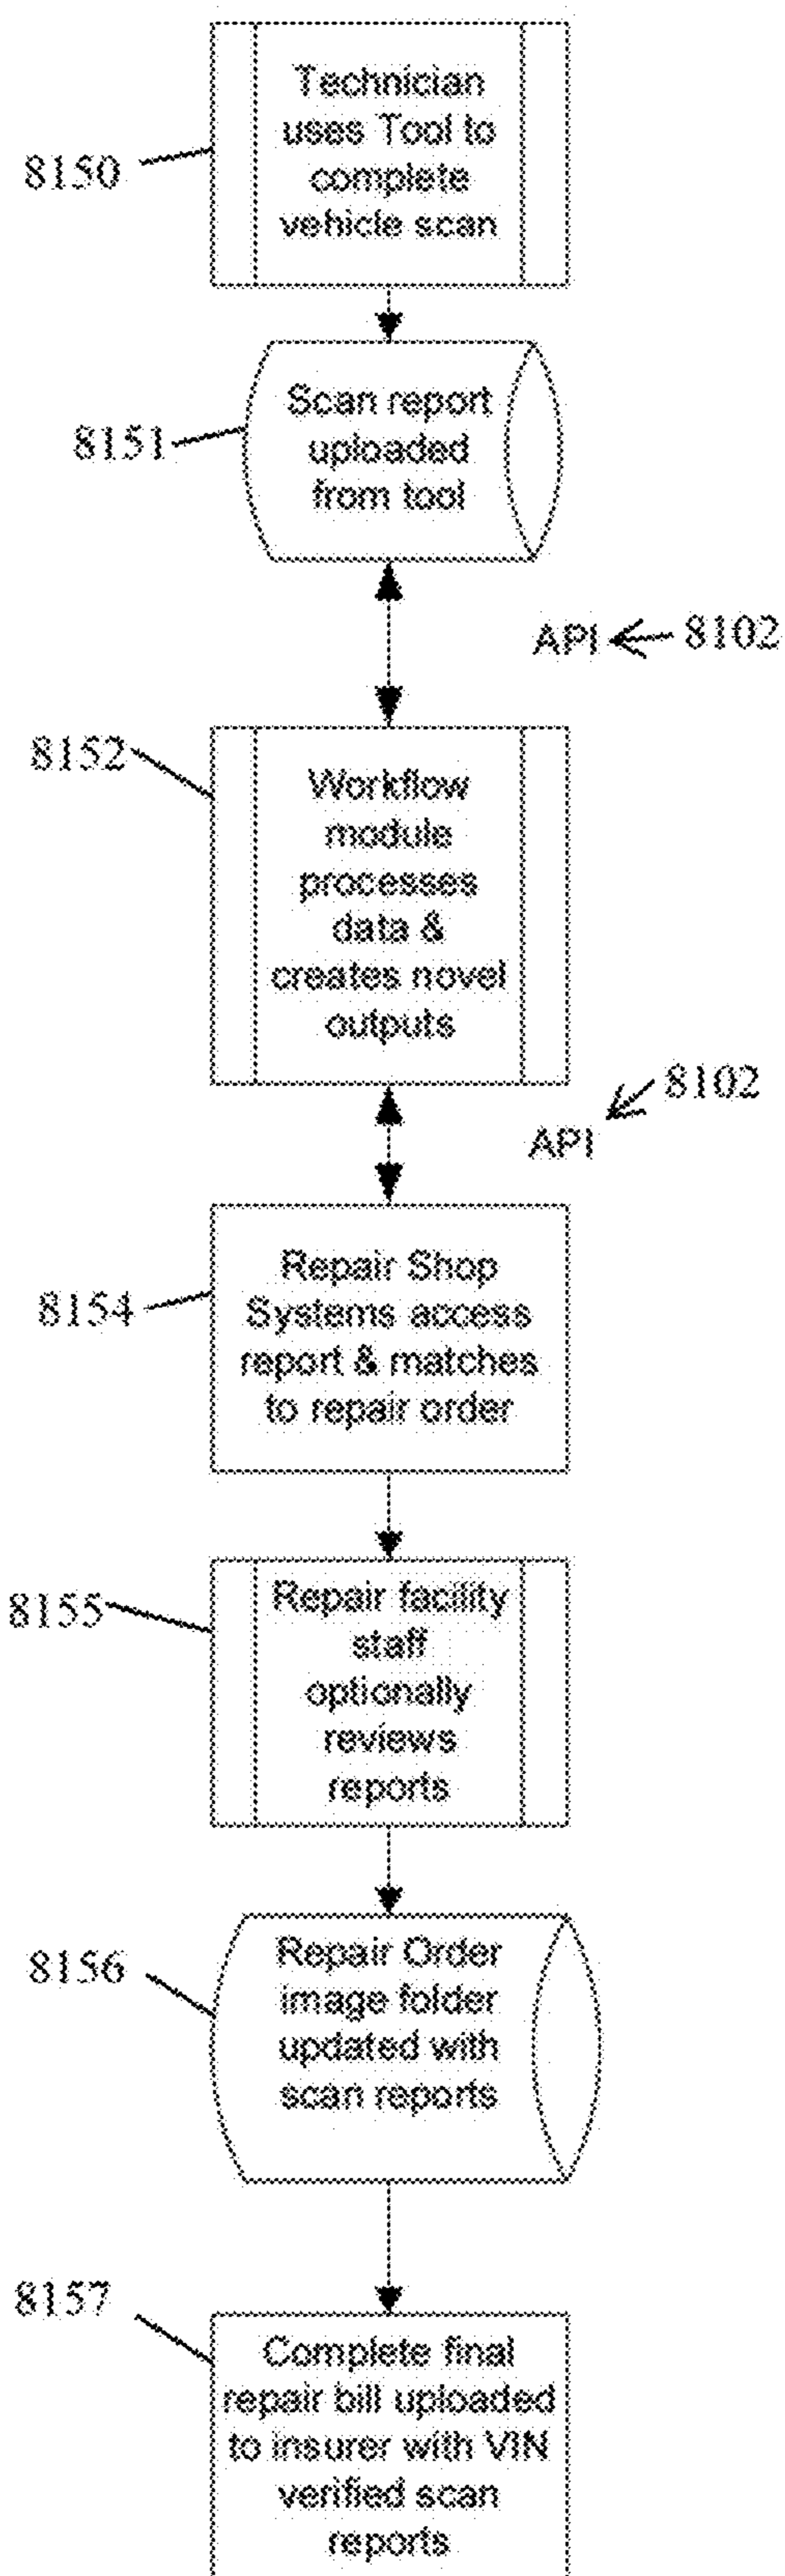 Technician
uses Tool to
complete
vehicle scan
8150
Scan report
uploaded
from tool
8151
API
8102
8152
Workflow
module
processes
data &
creates novel
outputs
8102
API
Repair Shop
Systems access
report & matches
to repair order
8154
8155
Repair facility
staff
optionally
reviews
reports
8156
Repair Order
image folder
updated with
scan reports
8157
Complete final
repair bill uploaded
to insurer with VIN
verified scan
reports